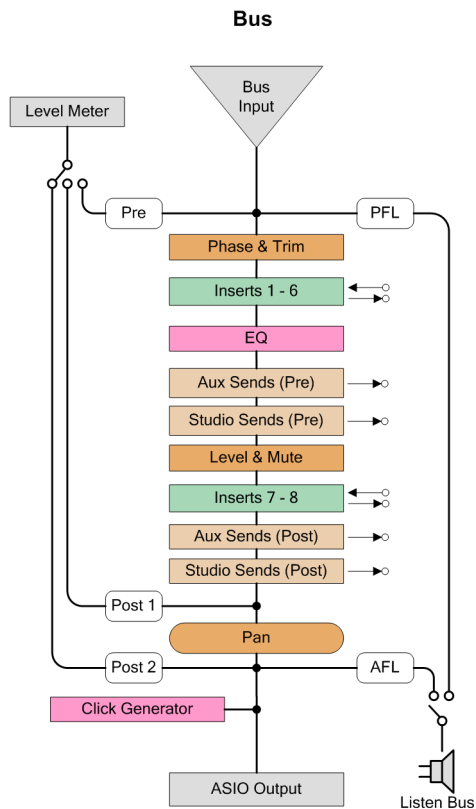 Bus
Bus
Input
Level Meter
Pre
PFL
Phase & Trim
Inserts 1 - 6
EQ
Aux Sends (Pre)
Studio Sends (Pre)
Level & Mute
Inserts 7 - 8
Aux Sends (Post)
Studio Sends (Post)
Post 1
Pan
Post 2
AFL
Click Generator
ASIO Output
Listen Bus